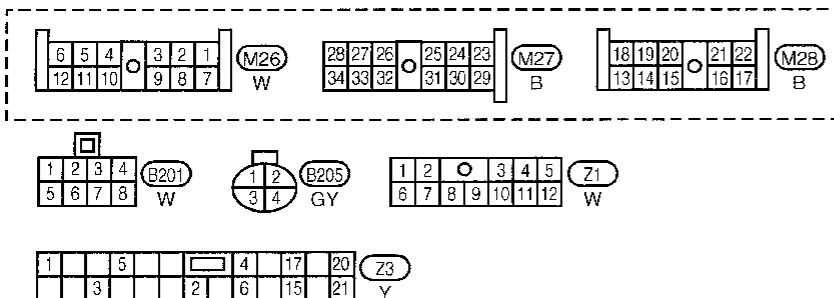 6 5 4 3 2 1 M26 28 27 26 25 24 23 M27 18 19 20 21 22 M28
12 11 10 9 8 7 W 34 33 32 31 30 29 B 13 14 15 16 17 B
1 2 3 4 B201 1 2 B205 1 2 3 4 5 Z1
5 6 7 8 W 3 4 GY 6 7 8 9 10 11 12 W
1 5 4 17 20 Z3
3 2 6 15 21 Y